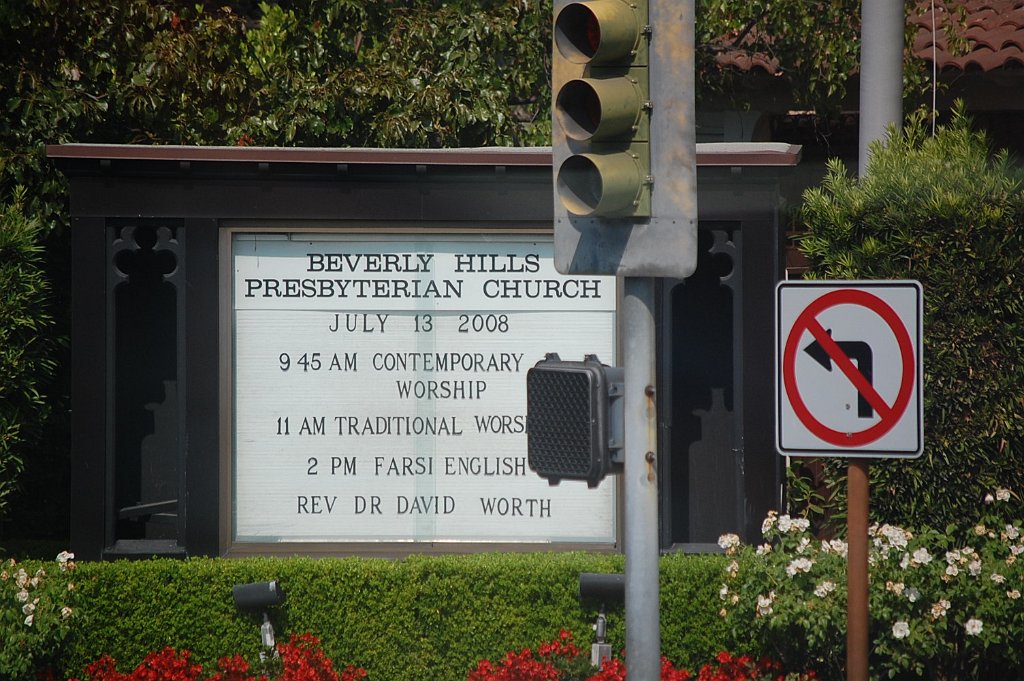 BEVERLY HILLS
PRESBYTERIAN CHURCH
JULY 13 2008
9 45 AM CONTEMPORARY
WORSHIP
11 AM TRADITIONAL WORS
2 PM FARSI ENGLISH
REV DR DAVID WORTH